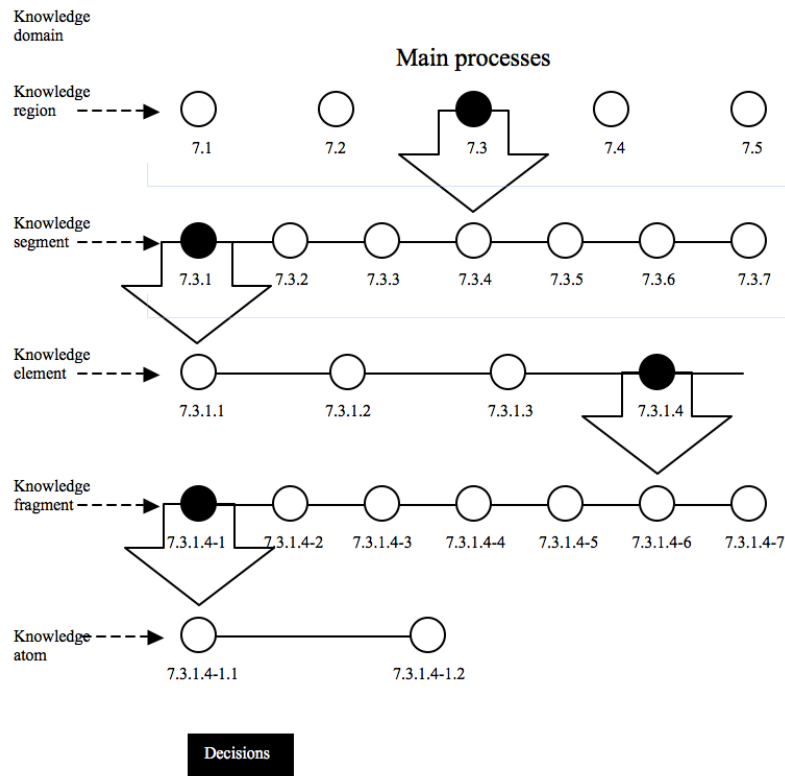 Knowledge
domain
Main processes
Knowledge
region
7.1 7.2 7.3 7.4 7.5
Knowledge
segment
7.3.1 7.3.2 7.3.3 7.3.4 7.3.5 7.3.6 7.3.7
Knowledge
element
7.3.1.1 7.3.1.2 7.3.1.3 7.3.1.4
Knowledge
fragment
7.3.1.4-1 7.3.1.4-2 7.3.1.4-3 7.3.1.4-4 7.3.1.4-5 7.3.1.4-6 7.3.1.4-7
Knowledge
atom
7.3.1.4-1.1 7.3.1.4-1.2
Decisions